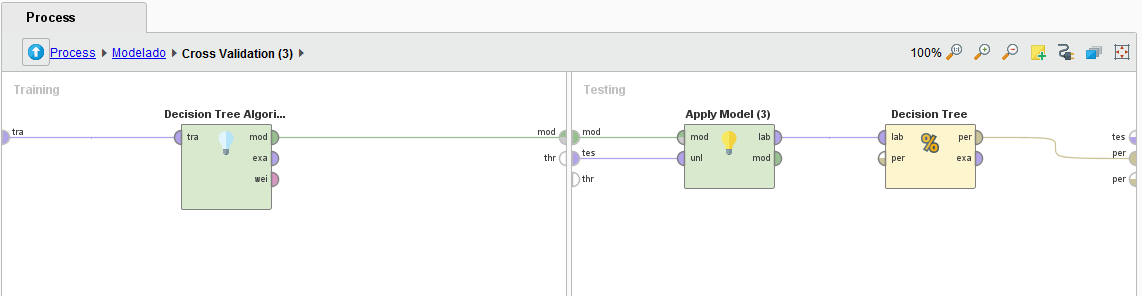 Process
Process Modelado Cross Validation (3) 100%
Training Testing
Decision Tree Algori... Apply Model (3) Decision Tree
tra tra mod mod mod mod lab lab per tes
exa thr tes unl mod per exa per
wei thr per